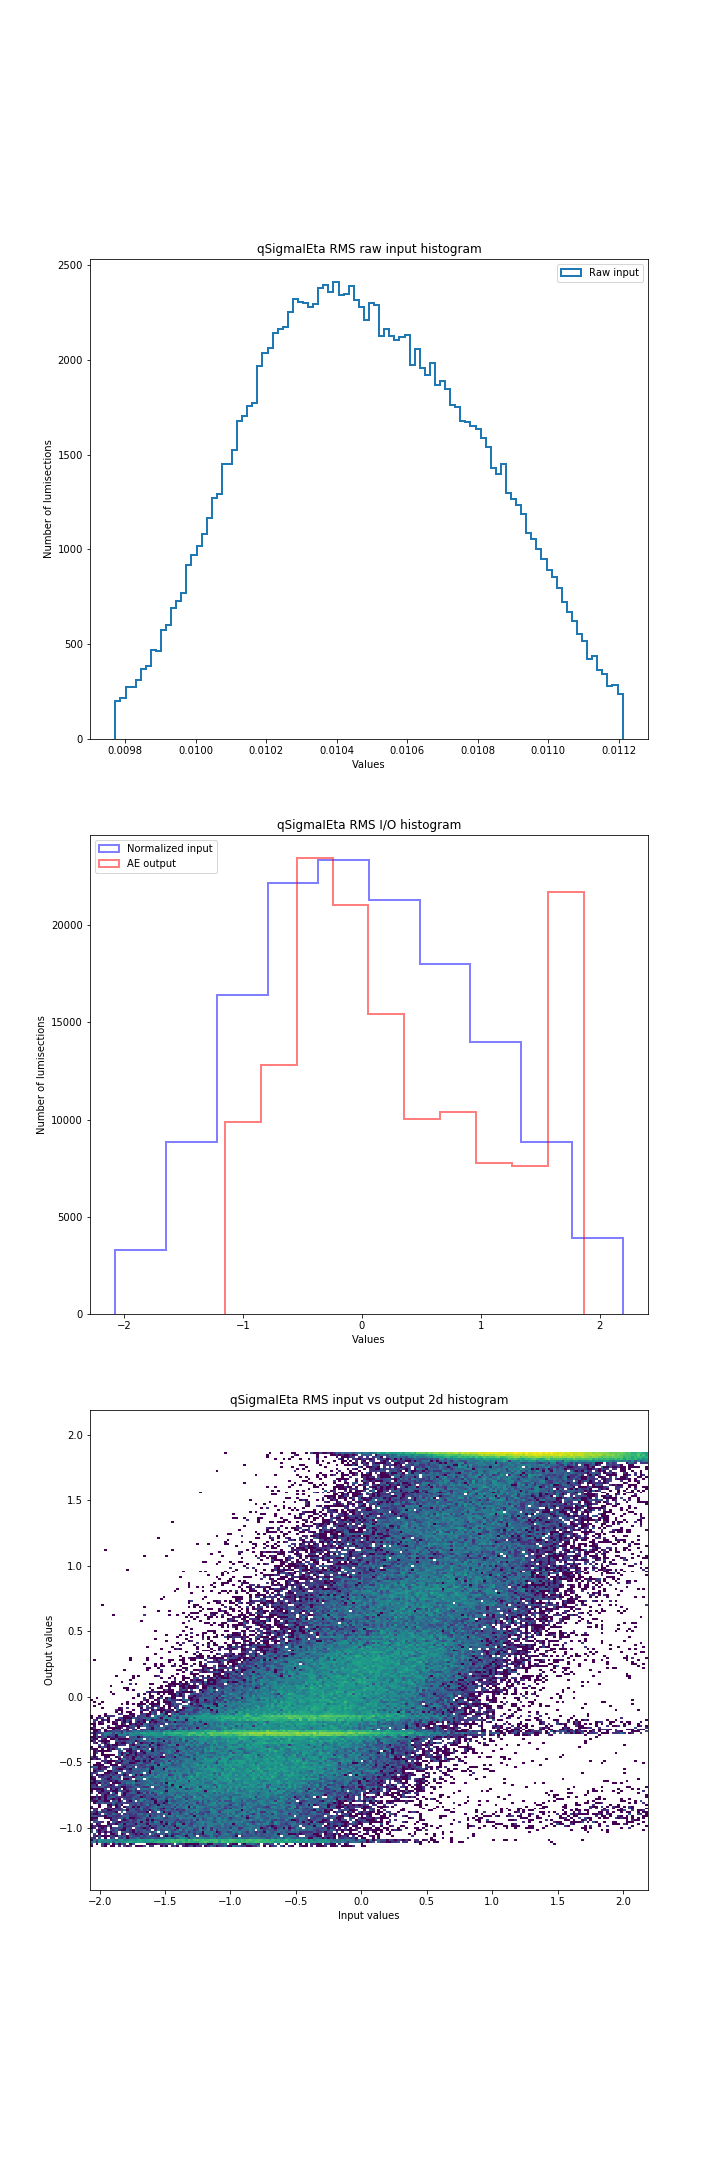 qSigmaIEta RMS raw input histogram
2500
2000
1500
1000
500
0
Number of lumisections
Raw input
0.0098 0.0100 0.0102 0.0104 0.0106 0.0108 0.0110 0.0112
Values
qSigmaIEta RMS I/O histogram
Normalized input
AE output
20000
15000
10000
5000
0
Number of lumisections
−2 −1 0 1 2
Values
qSigmaIEta RMS input vs output 2d histogram
2.0
1.5
1.0
0.5
0.0
−0.5
−1.0
Output values
−2.0 −1.5 −1.0 −0.5 0.0 0.5 1.0 1.5 2.0
Input values